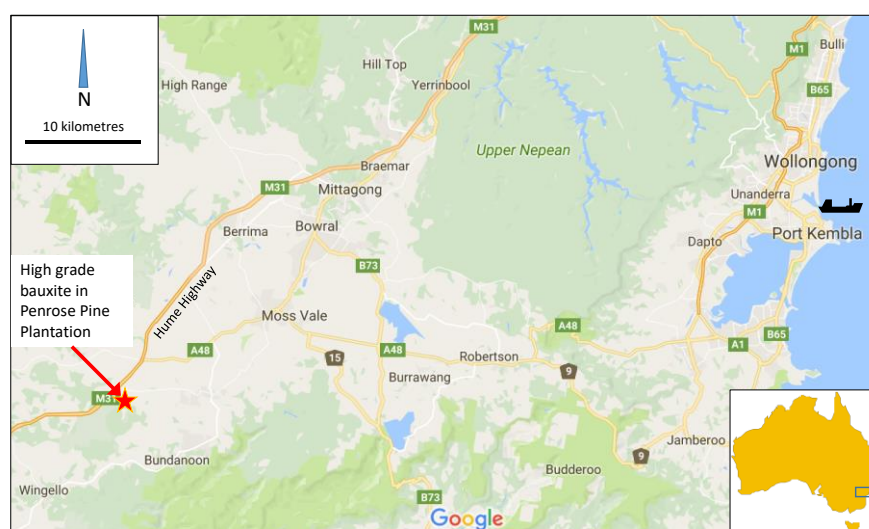 M31
M1
Bulli
Hill Top
High Range
Yerrinbool
B65
N
10 kilometres
Upper Nepean
Braemar
Wollongong
M31
Mittagong
Unanderra
M1
Berrima
Bowral
Port Kembla
Dapto
High grade
bauxite in
Penrose Pine
Plantation
B73
Hume Highway
Moss Vale
A48
A48
15
A48
Robertson
A1
B65
9
Burrawang
M31
Jamberoo
Bundanoon
9
Budderoo
Wingello
B73
Google